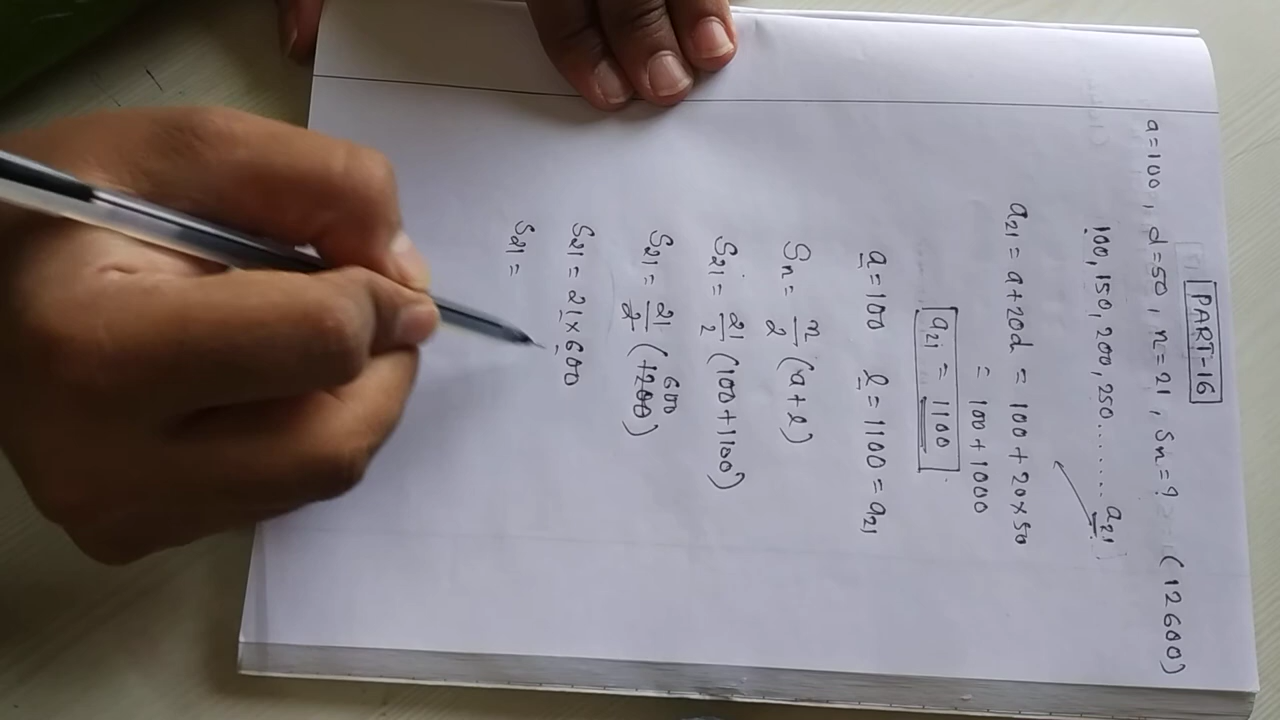 PART-16
a=100, d=50, n=21, Sn=? (12600)
100, 150, 200, 250....... a21
a21 = a+20d = 100 + 20×50
= 100 + 1000
a21 = 1100
a=100 l=1100=a21
Sn = n/2 (a+l)
S21 = 21/2 (100+1100)
600
S21 = 21/2 (1200)
S21 = 21×600
S21 =